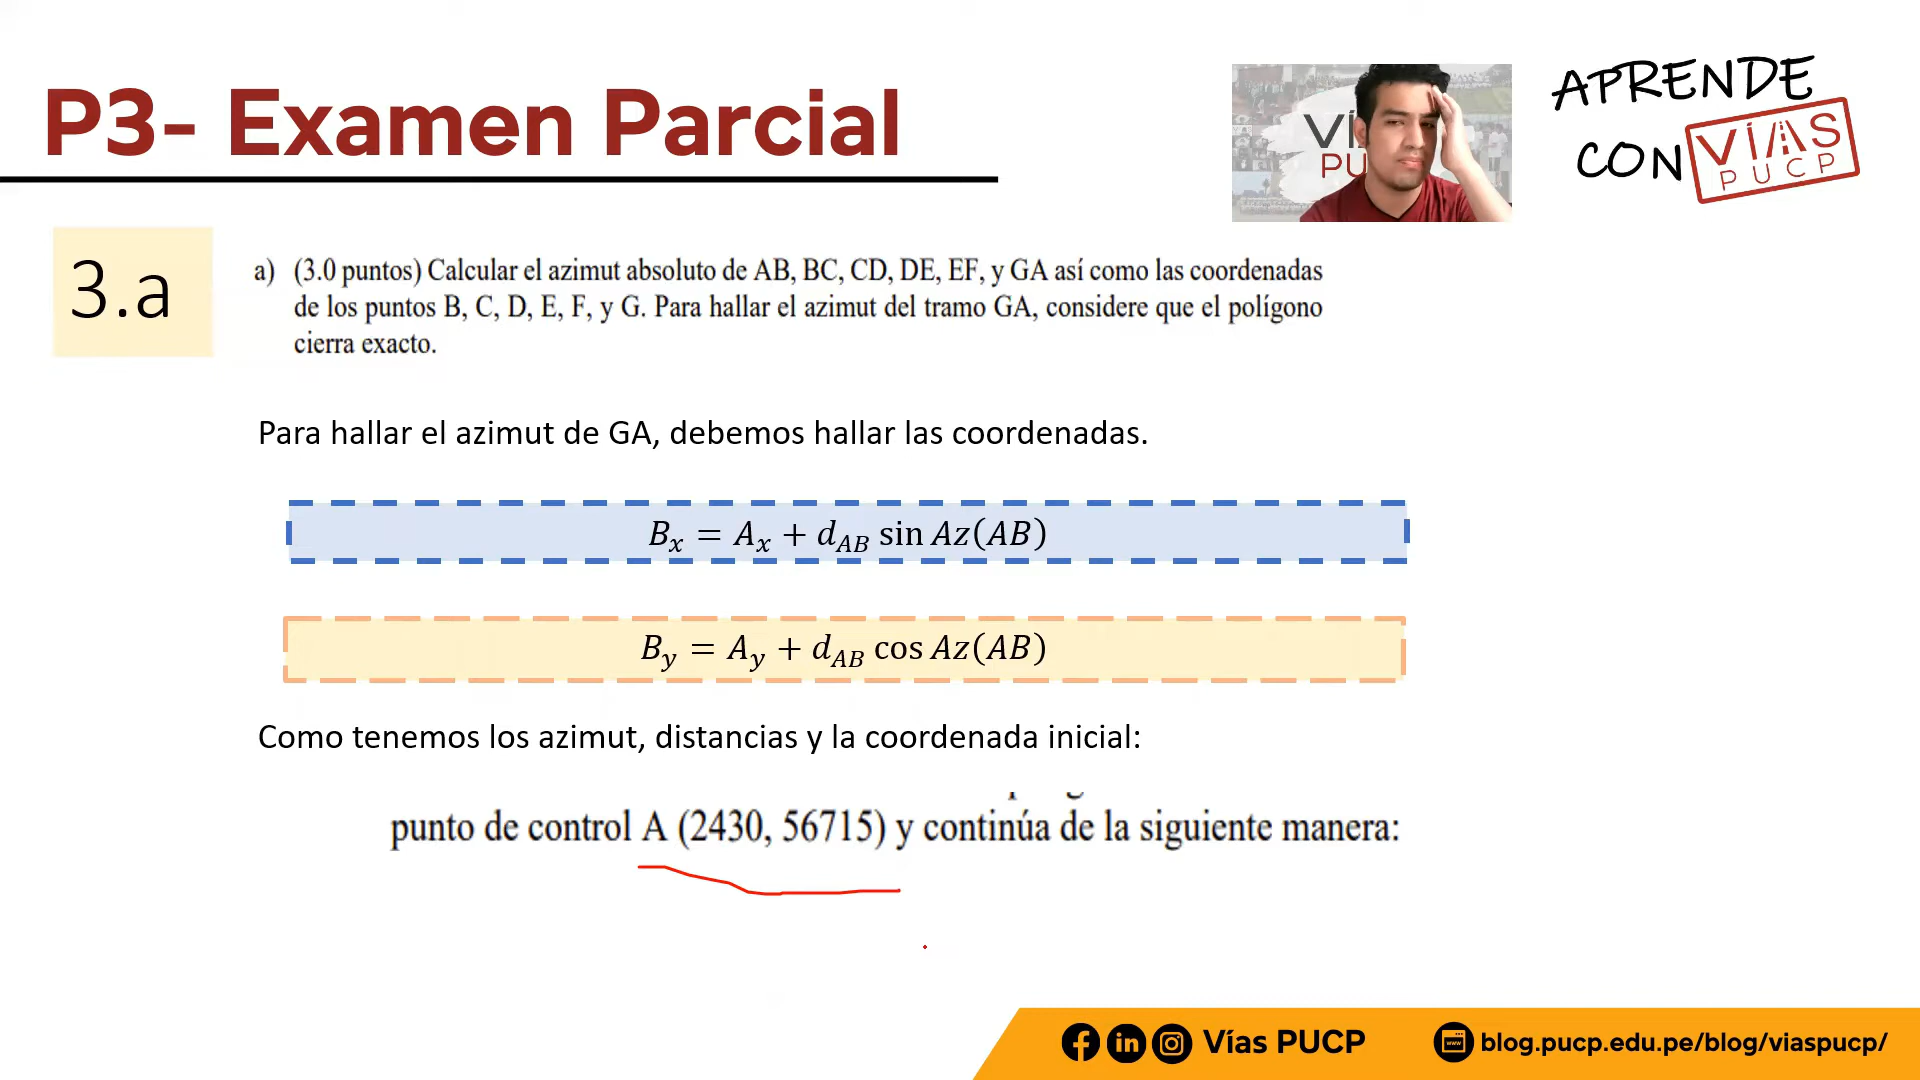 P3- Examen Parcial
VÍ
PU
APRENDE
CON VÍAS
PUCP
3.a
a) (3.0 puntos) Calcular el azimut absoluto de AB, BC, CD, DE, EF, y GA así como las coordenadas
de los puntos B, C, D, E, F, y G. Para hallar el azimut del tramo GA, considere que el polígono
cierra exacto.
Para hallar el azimut de GA, debemos hallar las coordenadas.
Bₓ = Aₓ + d_AB sin Az(AB)
B_y = A_y + d_AB cos Az(AB)
Como tenemos los azimut, distancias y la coordenada inicial:
punto de control A (2430, 56715) y continúa de la siguiente manera:
Vías PUCP
blog.pucp.edu.pe/blog/viaspucp/